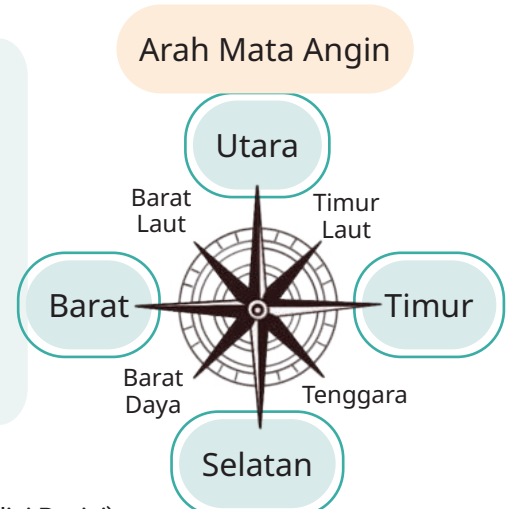 Arah Mata Angin
Utara
Barat
Laut
Timur
Laut
Barat
Timur
Barat
Daya
Tenggara
Selatan